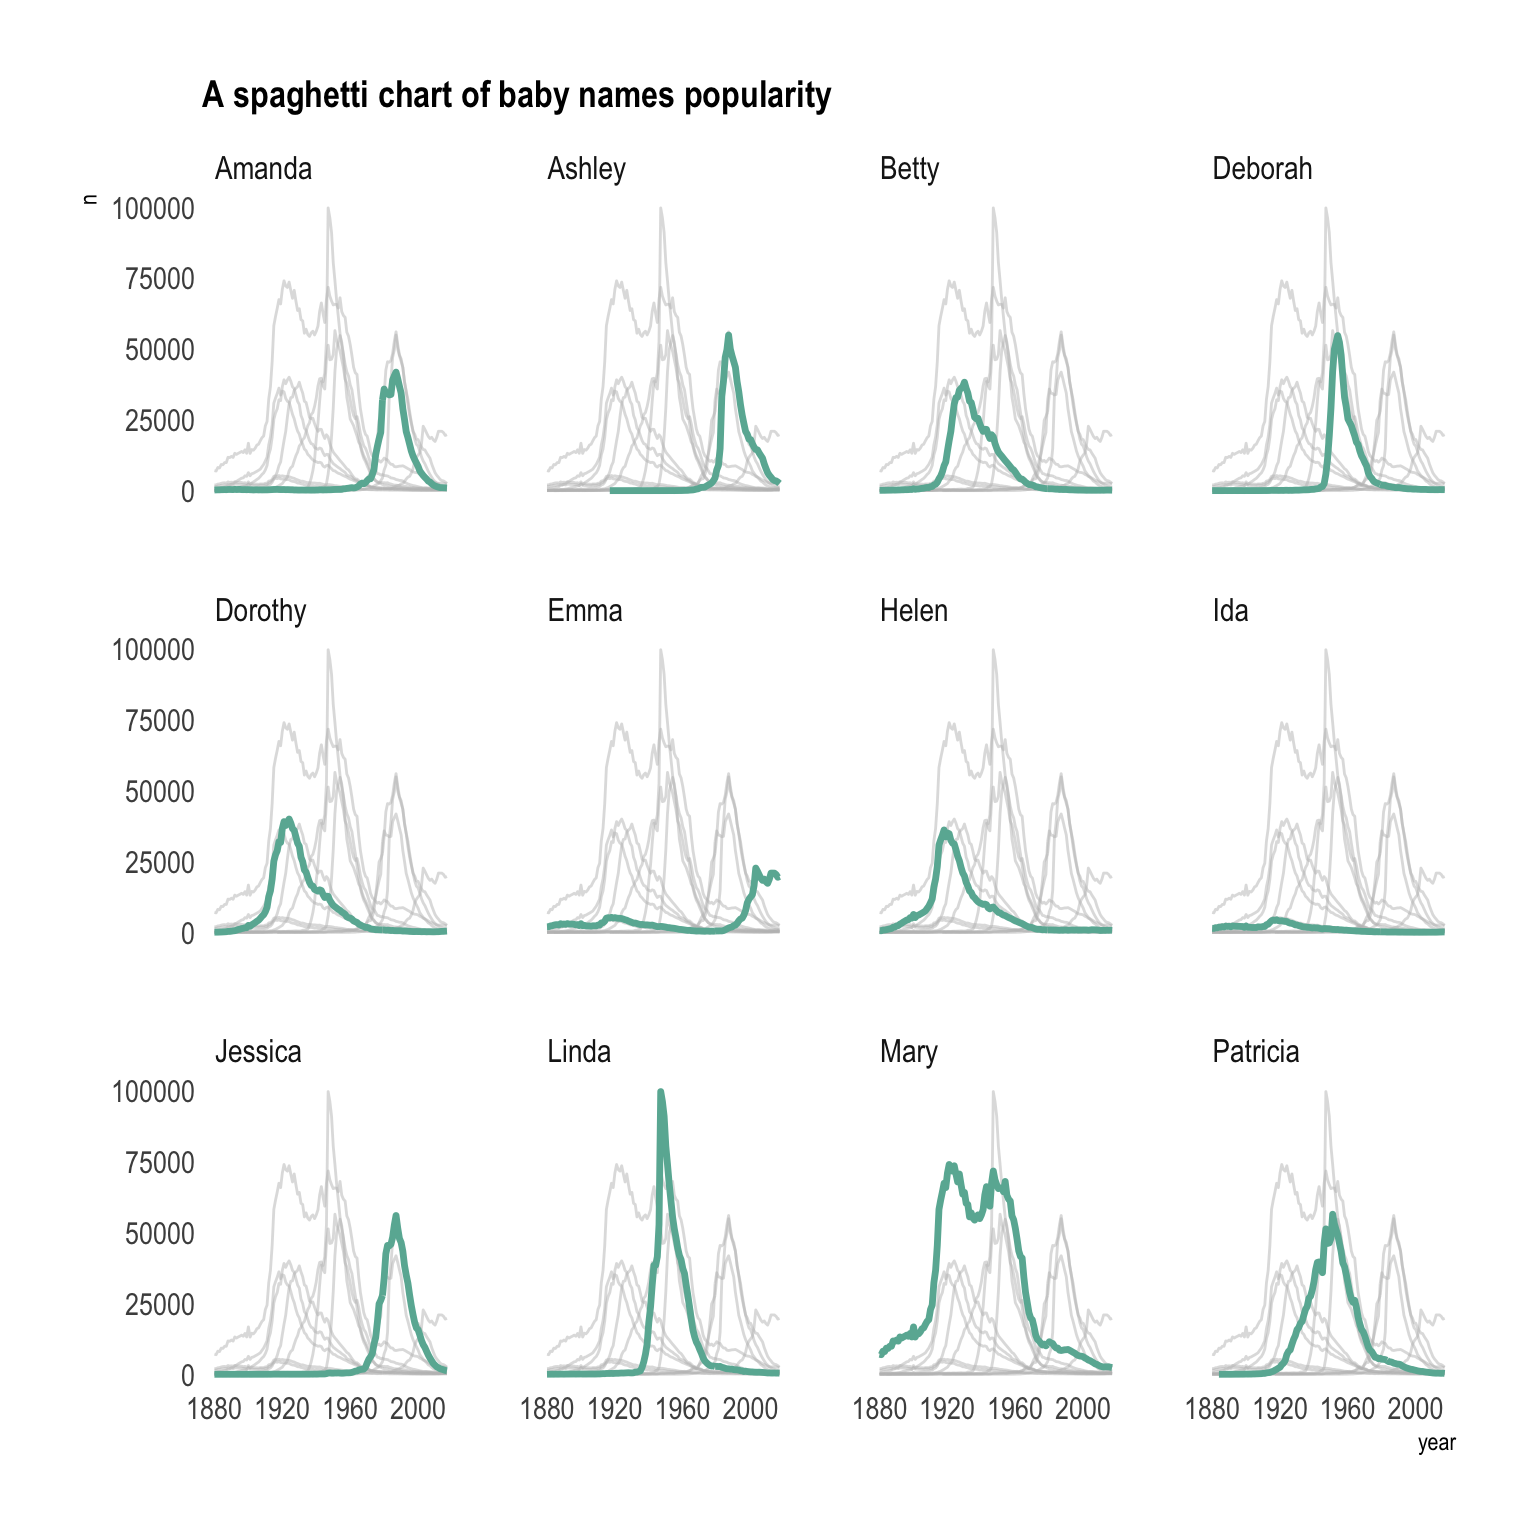 A spaghetti chart of baby names popularity
Amanda Ashley Betty Deborah
n
100000
75000
50000
25000
0
Dorothy Emma Helen Ida
100000
75000
50000
25000
0
Jessica Linda Mary Patricia
100000
75000
50000
25000
0
1880 1920 1960 2000 1880 1920 1960 2000 1880 1920 1960 2000 1880 1920 1960 2000
year